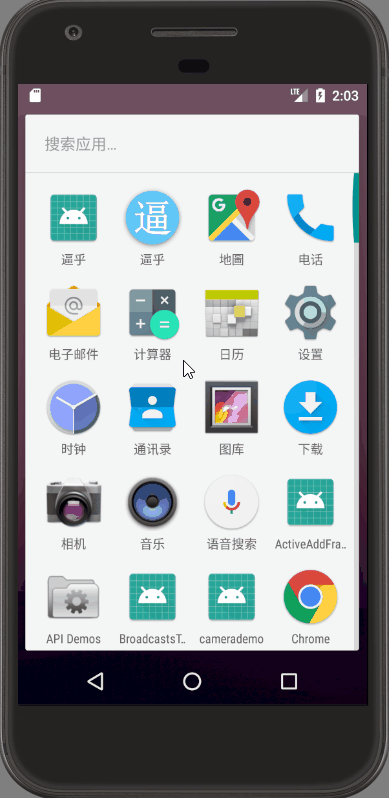 LTE 2:03
搜索应用...
逼
逼乎 逼乎 地圖 电话
电子邮件 计算器 日历 设置
时钟 通讯录 图库 下载
相机 音乐 语音搜索 ActiveAddFra..
API Demos BroadcastsT.. camerademo Chrome